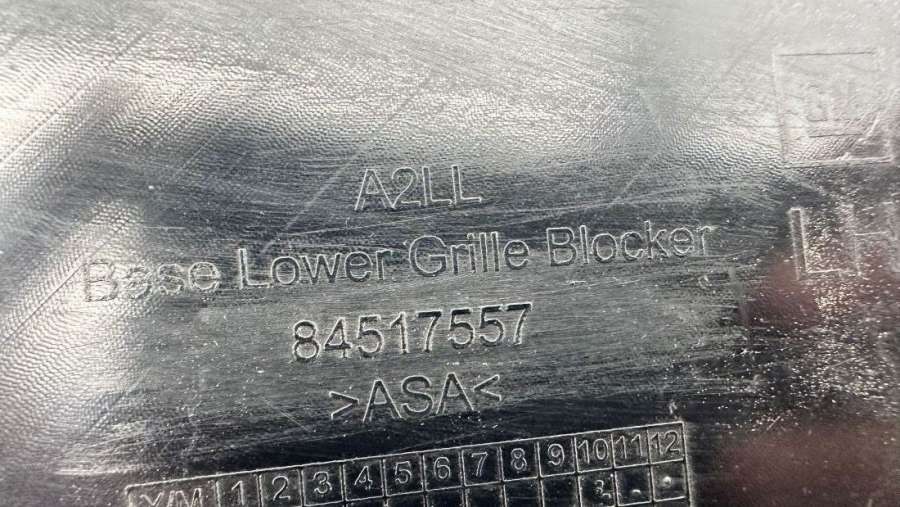 A2LL
LH
Base Lower Grille Blocker
84517557
>ASA<
Y/M 1 2 3 4 5 6 7 8 9 10 11 12